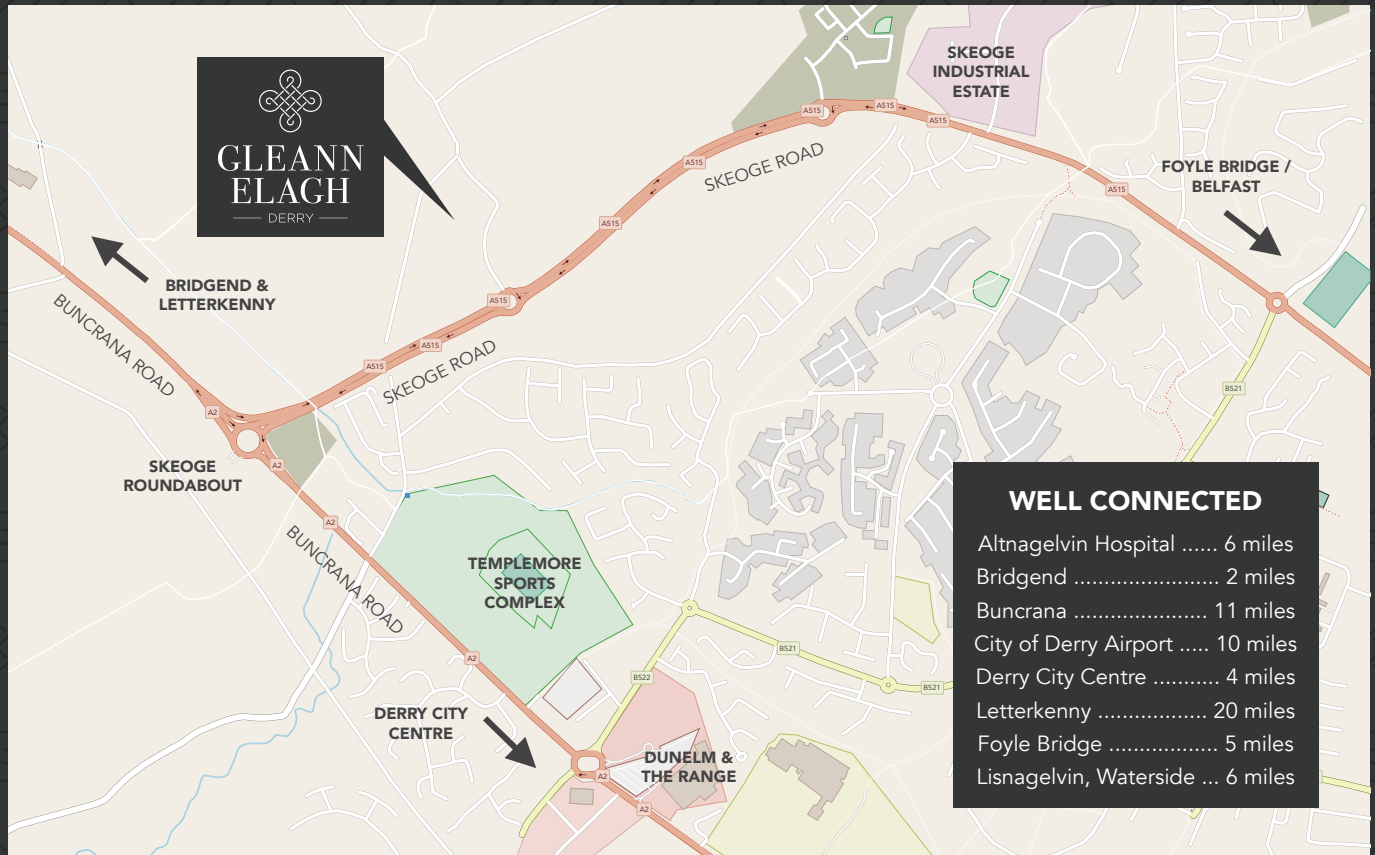 SKEOGE
INDUSTRIAL
ESTATE
GLEANN
ELAGH
DERRY
A515
A515
A515
A515
SKEOGE ROAD
FOYLE BRIDGE /
BELFAST
A515
A515
BRIDGEND &
LETTERKENNY
A515
BUNCRANA ROAD
A515
A515
SKEOGE ROAD
A2
B521
SKEOGE
ROUNDABOUT
A2
A2
BUNCRANA ROAD
TEMPLEMORE
SPORTS
COMPLEX
A2
B521
B522
B521
DERRY CITY
CENTRE
DUNELM &
THE RANGE
A2
A2
WELL CONNECTED
Altnagelvin Hospital ...... 6 miles
Bridgend ........................ 2 miles
Buncrana ...................... 11 miles
City of Derry Airport ..... 10 miles
Derry City Centre ........... 4 miles
Letterkenny .................. 20 miles
Foyle Bridge .................. 5 miles
Lisnagelvin, Waterside ... 6 miles